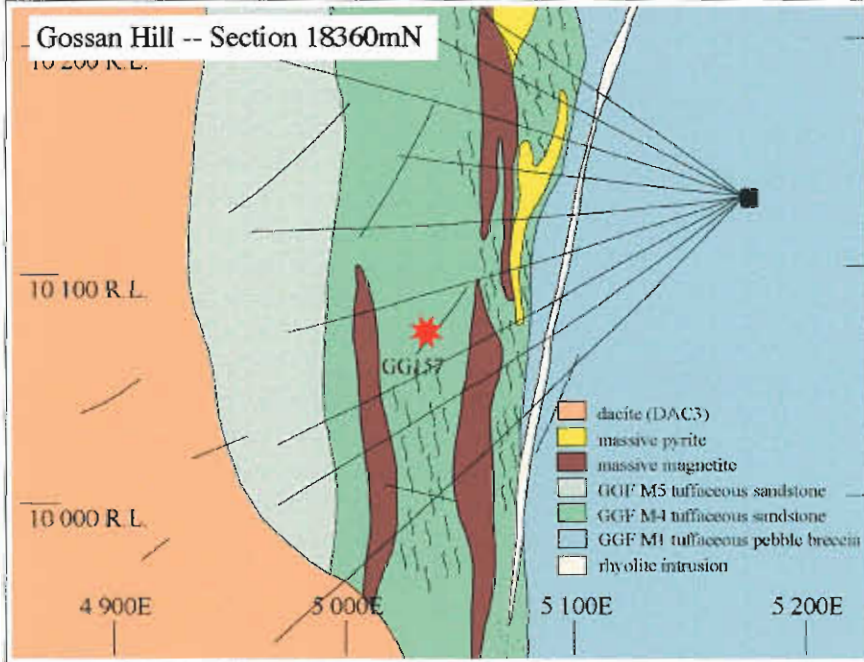 Gossan Hill -- Section 18360mN
10 200 R.L.
10 100 R.L.
GG157
dacite (DAC3)
massive pyrite
massive magnetite
GGF M5 tuffaceous sandstone
GGF M4 tuffaceous sandstone
GGF M1 tuffaceous pebble breccia
rhyolite intrusion
10 000 R.L.
4 900E
5 000E
5 100E
5 200E